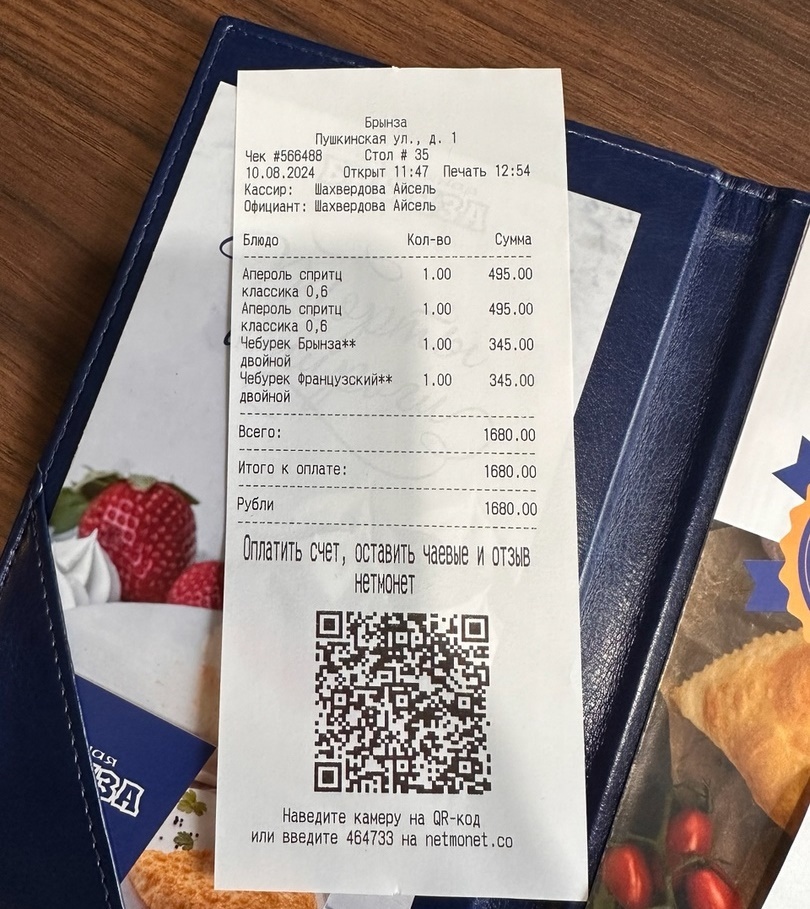 Брынза
Пушкинская ул., д. 1
Чек #566488 Стол # 35
10.08.2024 Открыт 11:47 Печать 12:54
Кассир: Шахвердова Айсель
Официант: Шахвердова Айсель
Блюдо Кол-во Сумма
Апероль спритц 1.00 495.00
классика 0,6
Апероль спритц 1.00 495.00
классика 0,6
Чебурек Брынза** 1.00 345.00
двойной
Чебурек Французский** 1.00 345.00
двойной
Всего: 1680.00
Итого к оплате: 1680.00
Рубли 1680.00
Оплатить счет, оставить чаевые и отзыв
нетмонет
Наведите камеру на QR-код
или введите 464733 на netmonet.co